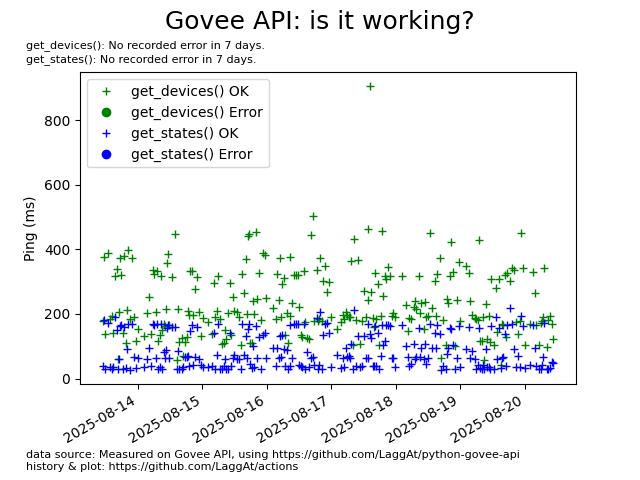 Govee API: is it working?
get_devices(): No recorded error in 7 days.
get_states(): No recorded error in 7 days.
get_devices() OK
get_devices() Error
get_states() OK
get_states() Error
Ping (ms)
800
600
400
200
0
2025-08-14
2025-08-15
2025-08-16
2025-08-17
2025-08-18
2025-08-19
2025-08-20
data source: Measured on Govee API, using https://github.com/LaggAt/python-govee-api
history & plot: https://github.com/LaggAt/actions